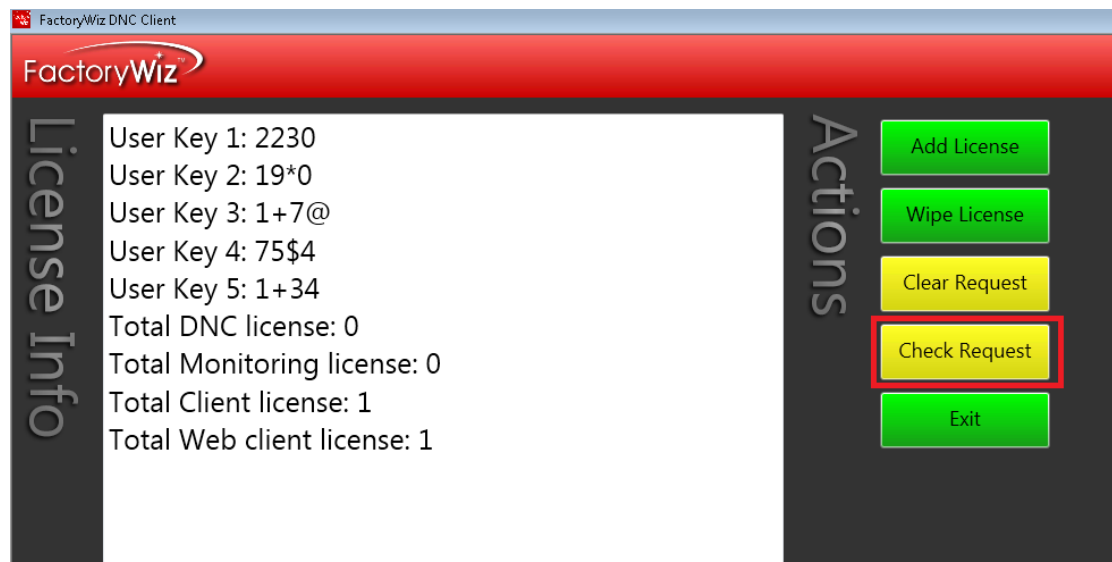 FactoryWiz DNC Client
FactoryWiz™
License Info
User Key 1: 2230
User Key 2: 19*0
User Key 3: 1+7@
User Key 4: 75$4
User Key 5: 1+34
Total DNC license: 0
Total Monitoring license: 0
Total Client license: 1
Total Web client license: 1
Actions
Add License
Wipe License
Clear Request
Check Request
Exit